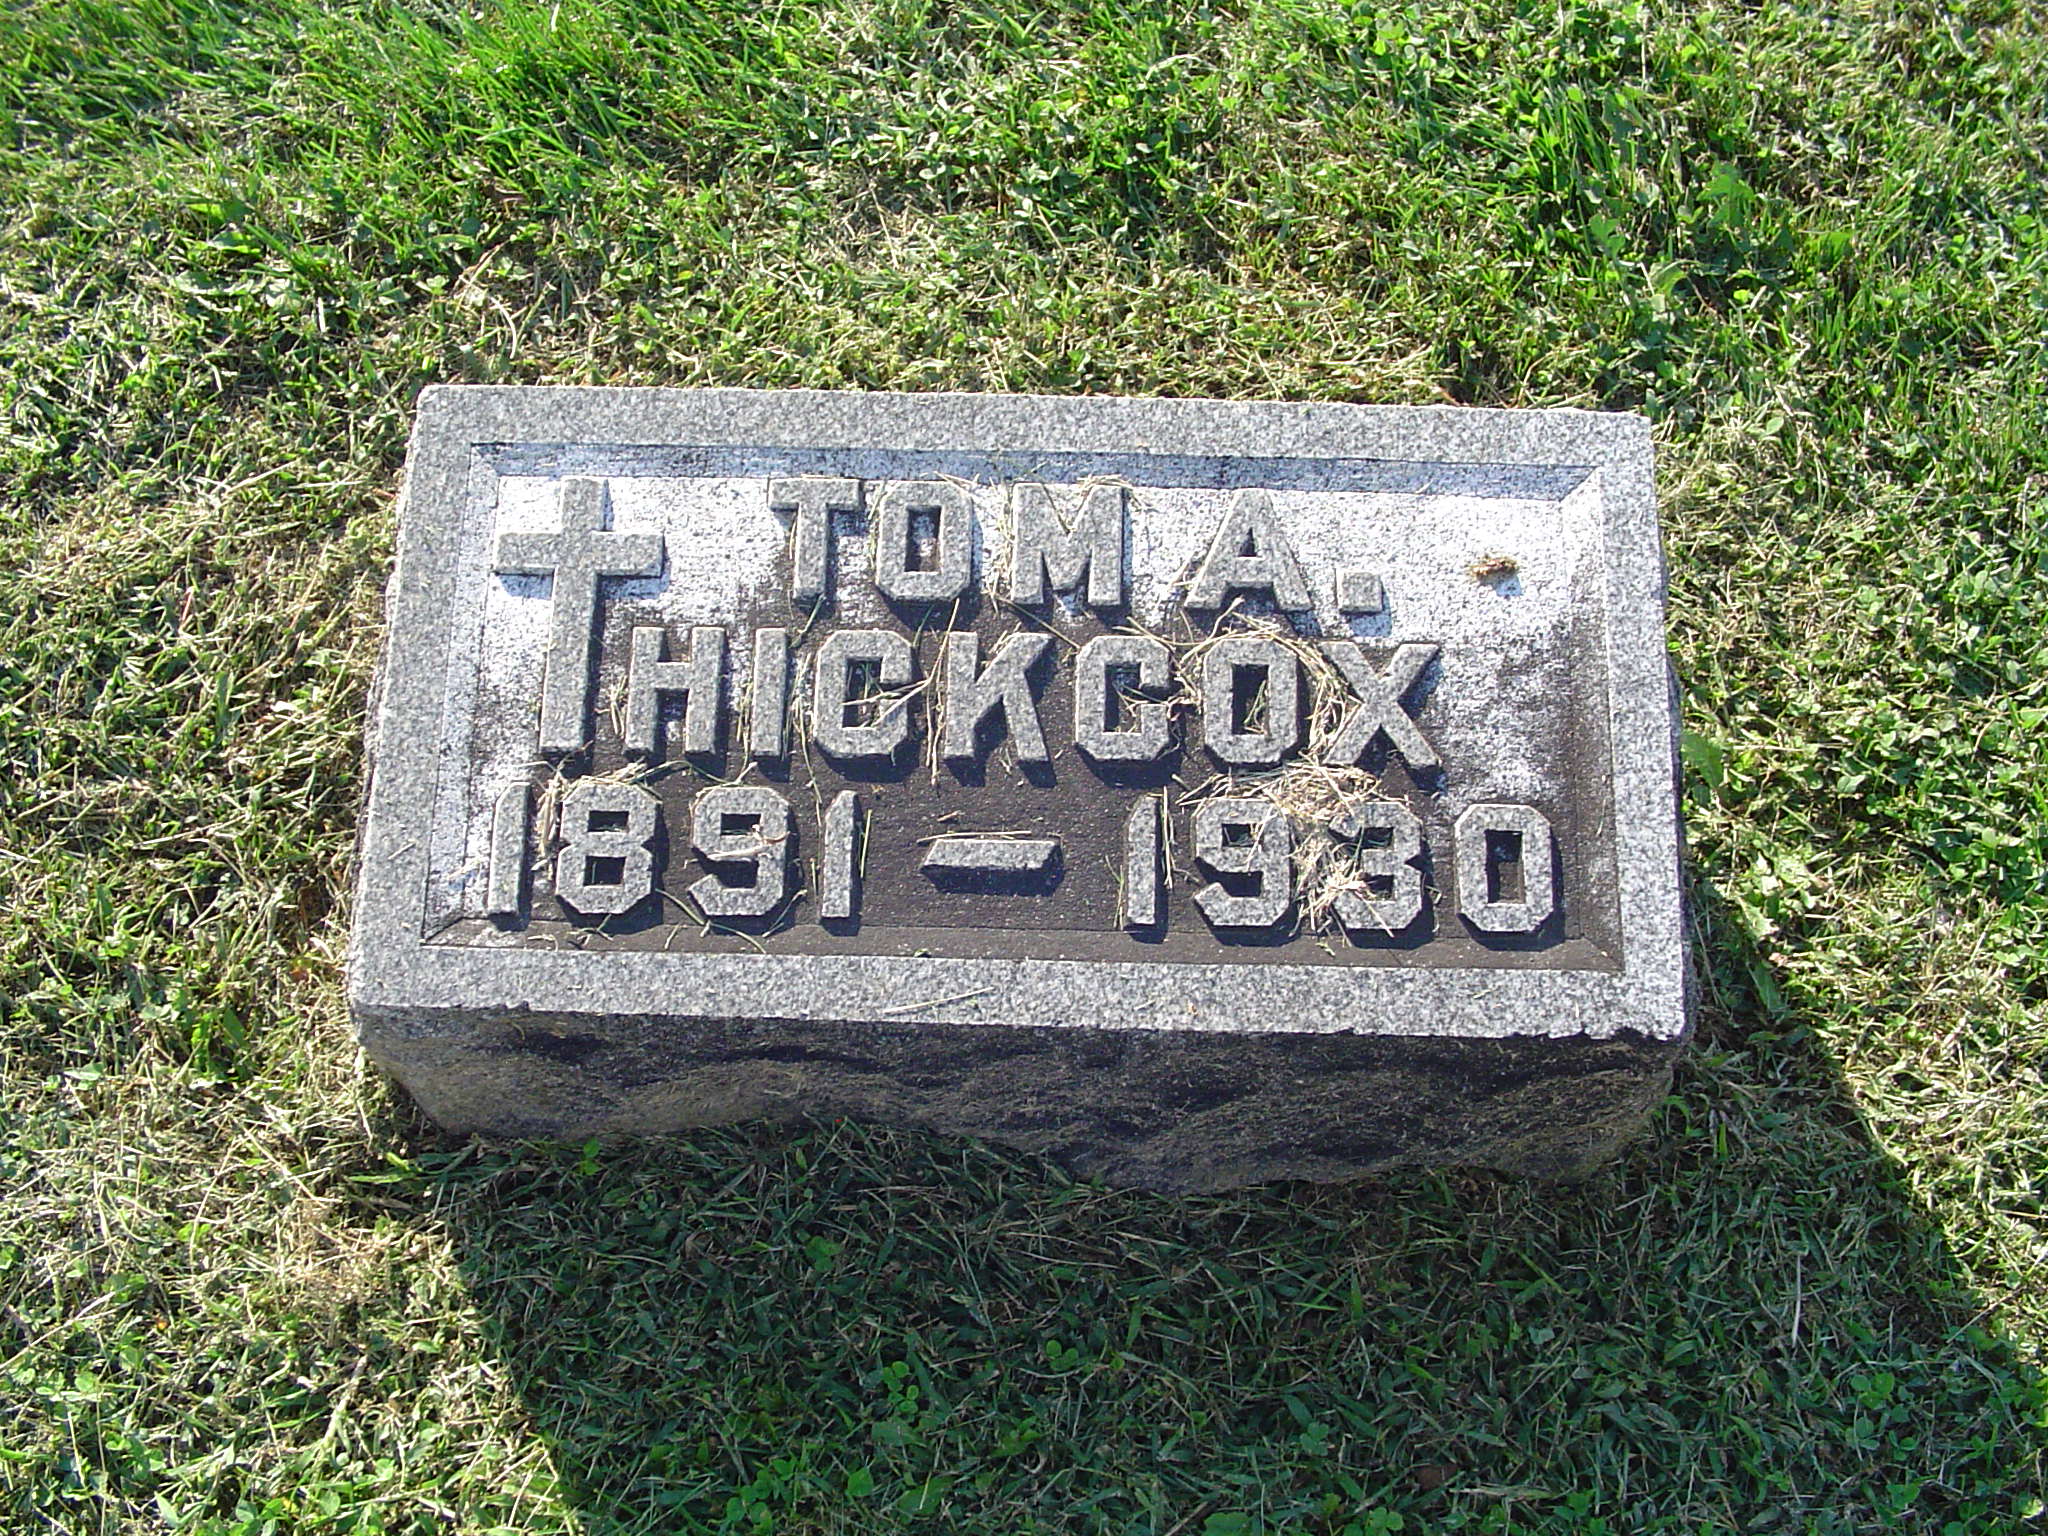 TOM A.
HICKCOX
1891 – 1930